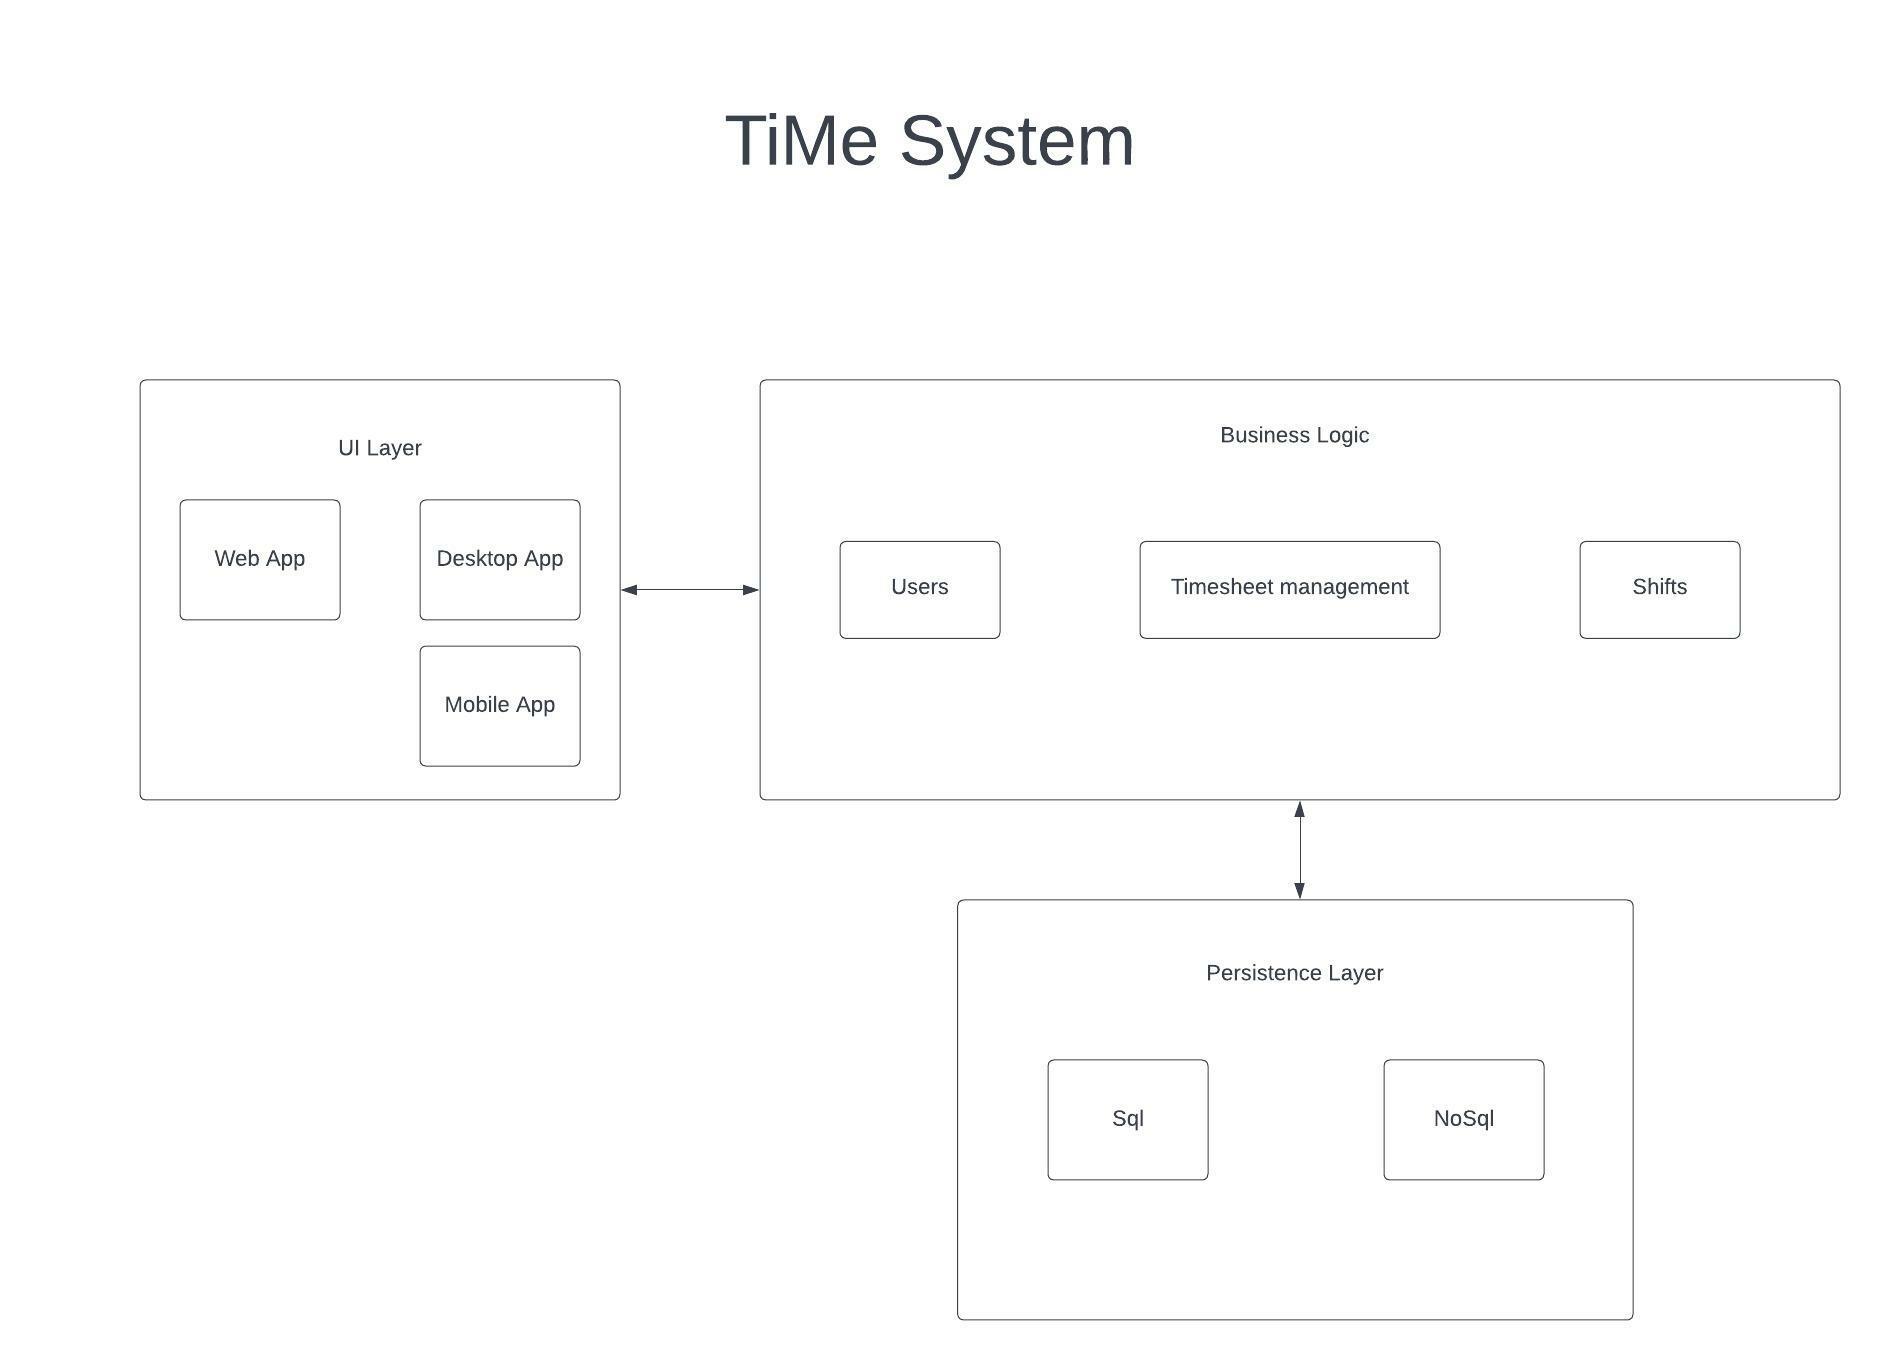 TiMe System
UI Layer
Web App
Desktop App
Mobile App
Business Logic
Users
Timesheet management
Shifts
Persistence Layer
Sql
NoSql